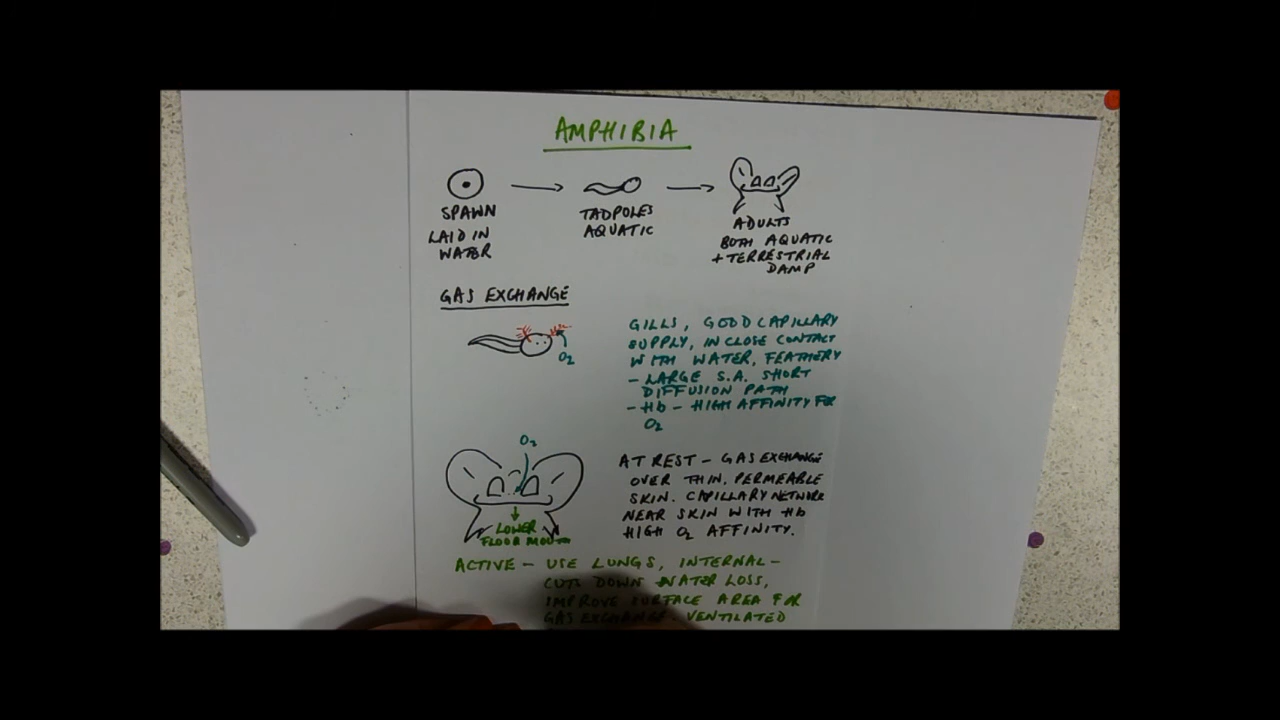 AMPHIBIA
SPAWN
LAID IN
WATER
TADPOLES
AQUATIC
ADULTS
BOTH AQUATIC
+ TERRESTRIAL
DAMP
GAS EXCHANGE
O2
GILLS, GOOD CAPILLARY
SUPPLY, IN CLOSE CONTACT
WITH WATER, FEATHERY
- LARGE S.A. SHORT
DIFFUSION PATH
- Hb - HIGH AFFINITY FOR
O2
O2
LOWER
FLOOR MOUTH
AT REST - GAS EXCHANGE
OVER THIN, PERMEABLE
SKIN. CAPILLARY NETWORK
NEAR SKIN WITH Hb
HIGH O2 AFFINITY.
ACTIVE - USE LUNGS, INTERNAL -
CUTS DOWN WATER LOSS,
IMPROVE SURFACE AREA FOR
GAS EXCHANGE - VENTILATED